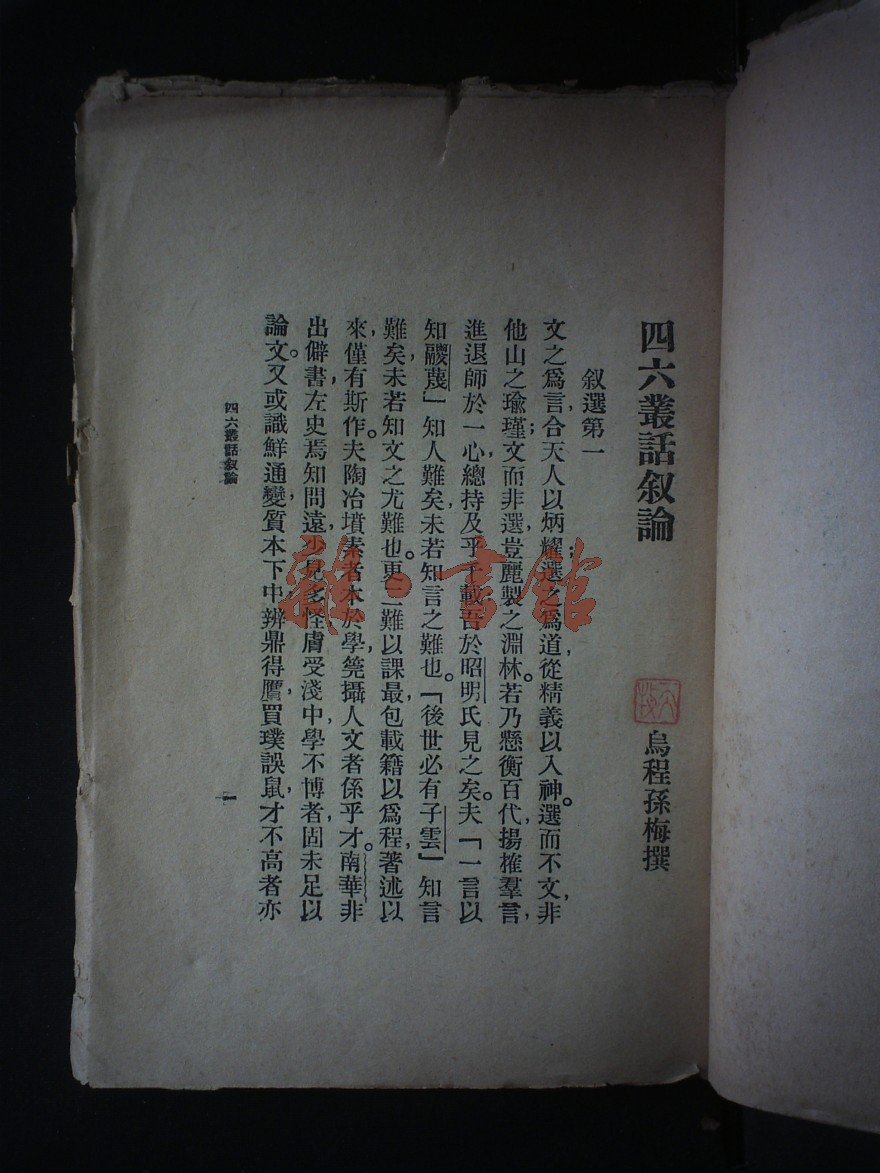 四六叢話叙論
烏程孫梅撰
叙選第一
文之爲言,合天人以炳耀;選之爲道,從精義以入神。選而不文,非
他山之瑜瑾;文而非選,豈麗製之淵林。若乃懸衡百代,揚搉羣言,
進退師於一心,總持及乎千載,吾於昭明氏見之矣。夫「一言以
知鬷蔑」知人難矣,未若知言之難也。「後世必有子雲」知言
難矣,未若知文之尤難也。更二難以課最,包載籍以爲程,著述以
來,僅有斯作。夫陶冶墳素者本於學,筦攝人文者係乎才。南華非
出僻書,左史焉知問遠,少見多怪,膚受淺中,學不博者,固未足以
論文。又或識鮮通變,質本下中,辨鼎得贋,買璞誤鼠,才不高者,亦
四六叢話叙論
一
雜·書館